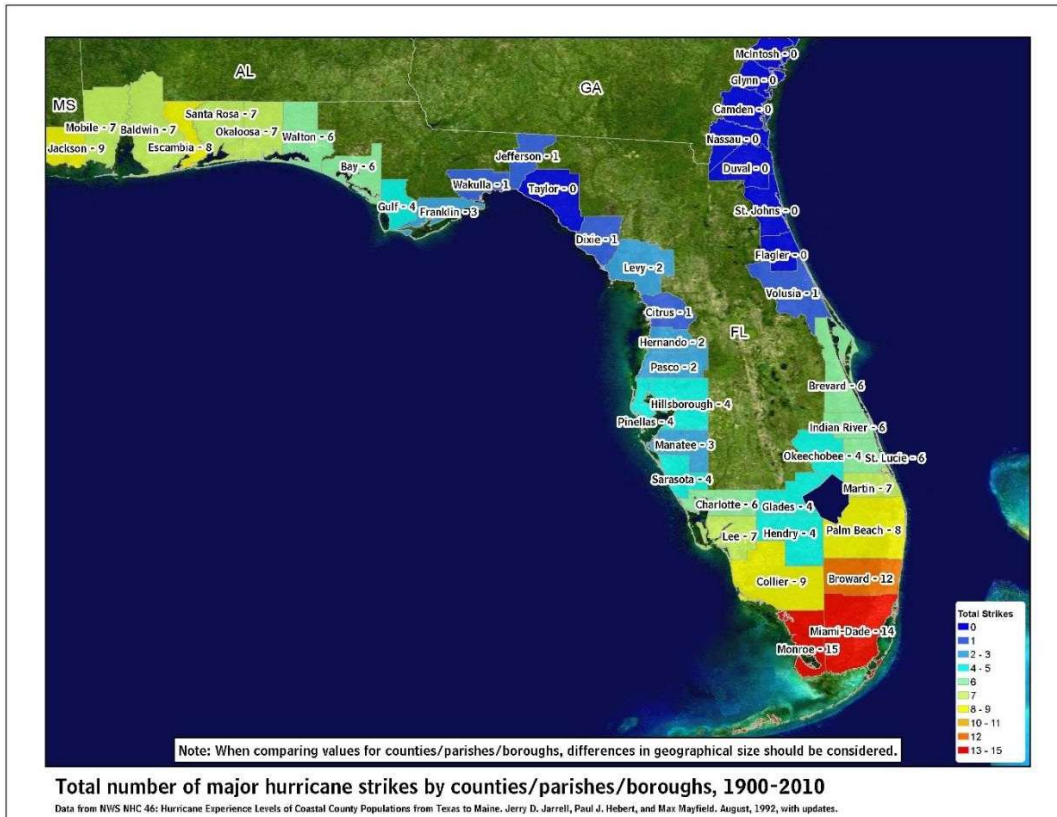 McIntosh - 0
AL
Glynn - 0
GA
MS
Camden - 0
Santa Rosa - 7
Mobile - 7
Baldwin - 7
Okaloosa - 7
Walton - 6
Nassau - 0
Jackson - 9
Escambia - 8
Jefferson - 1
Bay - 6
Duval - 0
Wakulla - 1
Taylor - 0
Gulf - 4
Franklin - 3
St. Johns - 0
Dixie - 1
Flagler - 0
Levy - 2
Volusia - 1
Citrus - 1
FL
Hernando - 2
Pasco - 2
Brevard - 6
Hillsborough - 4
Pinellas - 4
Indian River - 6
Manatee - 3
Okeechobee - 4
St. Lucie - 6
Sarasota - 4
Martin - 7
Charlotte - 6
Glades - 4
Palm Beach - 8
Lee - 7
Hendry - 4
Collier - 9
Broward - 12
Miami-Dade - 14
Monroe - 15
Total Strikes
0
1
2 - 3
4 - 5
6
7
8 - 9
10 - 11
12
13 - 15
Note: When comparing values for counties/parishes/boroughs, differences in geographical size should be considered.
Total number of major hurricane strikes by counties/parishes/boroughs, 1900-2010
Data from NWS NHC 46: Hurricane Experience Levels of Coastal County Populations from Texas to Maine. Jerry D. Jarrell, Paul J. Hebert, and Max Mayfield. August, 1992, with updates.